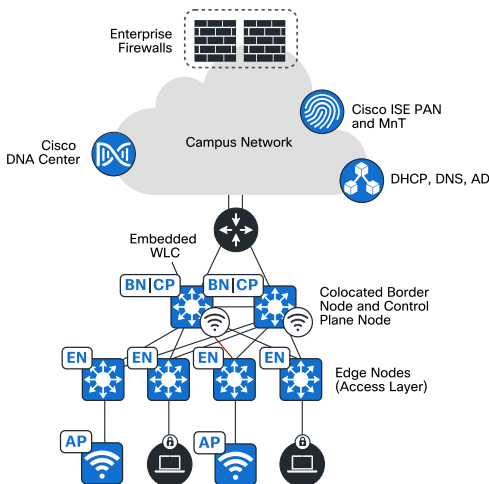 Enterprise
Firewalls
Cisco ISE PAN
and MnT
Campus Network
Cisco
DNA Center
DHCP, DNS, AD
Embedded
WLC
BN|CP
BN|CP
Colocated Border
Node and Control
Plane Node
EN
EN
EN
EN
Edge Nodes
(Access Layer)
AP
AP